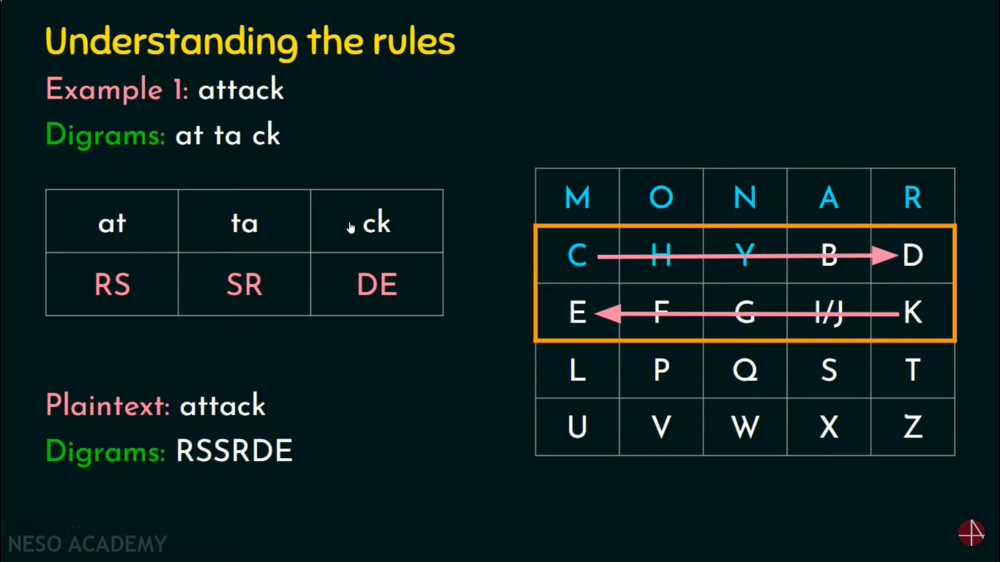 Understanding the rules
Example 1: attack
Digrams: at ta ck
at ta ck
RS SR DE
Plaintext: attack
Digrams: RSSRDE
M O N A R
C H Y B D
E F G I/J K
L P Q S T
U V W X Z
NESO ACADEMY